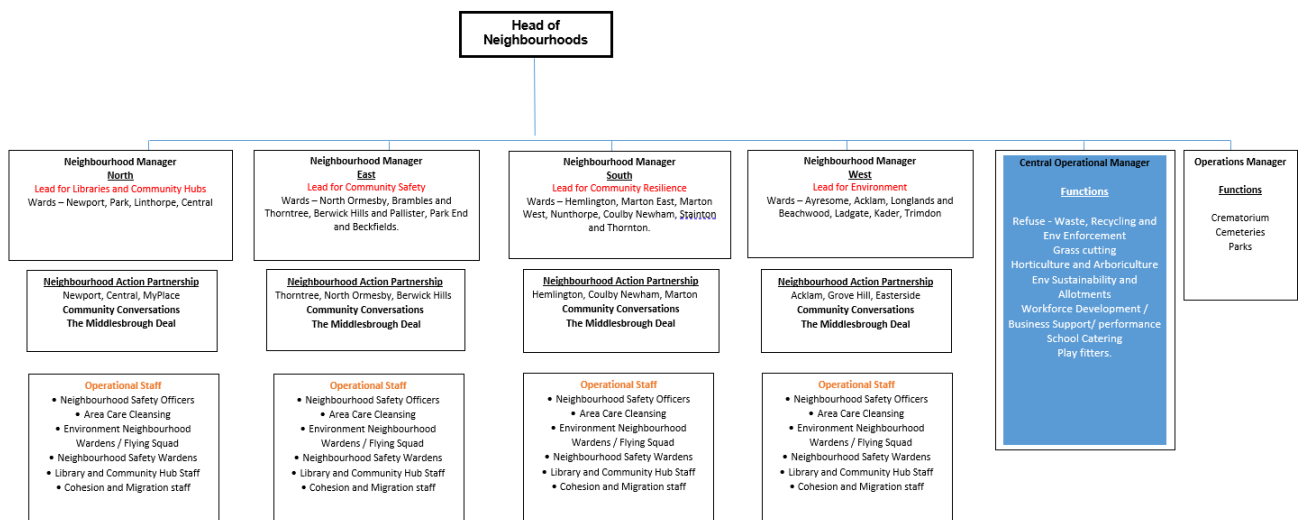 Head of
Neighbourhoods
Neighbourhood Manager
North
Lead for Libraries and Community Hubs
Wards – Newport, Park, Linthorpe, Central
Neighbourhood Manager
East
Lead for Community Safety
Wards – North Ormesby, Brambles and
Thorntree, Berwick Hills and Pallister, Park End
and Beckfields.
Neighbourhood Manager
South
Lead for Community Resilience
Wards – Hemlington, Marton East, Marton
West, Nunthorpe, Coulby Newham, Stainton
and Thornton.
Neighbourhood Manager
West
Lead for Environment
Wards – Ayresome, Acklam, Longlands and
Beachwood, Ladgate, Kader, Trimdon
Central Operational Manager
Functions
Refuse - Waste, Recycling and
Env Enforcement
Grass cutting
Horticulture and Arboriculture
Env Sustainability and
Allotments
Workforce Development /
Business Support/ performance
School Catering
Play fitters.
Operations Manager
Functions
Crematorium
Cemeteries
Parks
Neighbourhood Action Partnership
Newport, Central, MyPlace
Community Conversations
The Middlesbrough Deal
Neighbourhood Action Partnership
Thorntree, North Ormesby, Berwick Hills
Community Conversations
The Middlesbrough Deal
Neighbourhood Action Partnership
Hemlington, Coulby Newham, Marton
Community Conversations
The Middlesbrough Deal
Neighbourhood Action Partnership
Acklam, Grove Hill, Easterside
Community Conversations
The Middlesbrough Deal
Operational Staff
• Neighbourhood Safety Officers
• Area Care Cleansing
• Environment Neighbourhood
Wardens / Flying Squad
• Neighbourhood Safety Wardens
• Library and Community Hub Staff
• Cohesion and Migration staff
Operational Staff
• Neighbourhood Safety Officers
• Area Care Cleansing
• Environment Neighbourhood
Wardens / Flying Squad
• Neighbourhood Safety Wardens
• Library and Community Hub Staff
• Cohesion and Migration staff
Operational Staff
• Neighbourhood Safety Officers
• Area Care Cleansing
• Environment Neighbourhood
Wardens / Flying Squad
• Neighbourhood Safety Wardens
• Library and Community Hub Staff
• Cohesion and Migration staff
Operational Staff
• Neighbourhood Safety Officers
• Area Care Cleansing
• Environment Neighbourhood
Wardens / Flying Squad
• Neighbourhood Safety Wardens
• Library and Community Hub Staff
• Cohesion and Migration staff